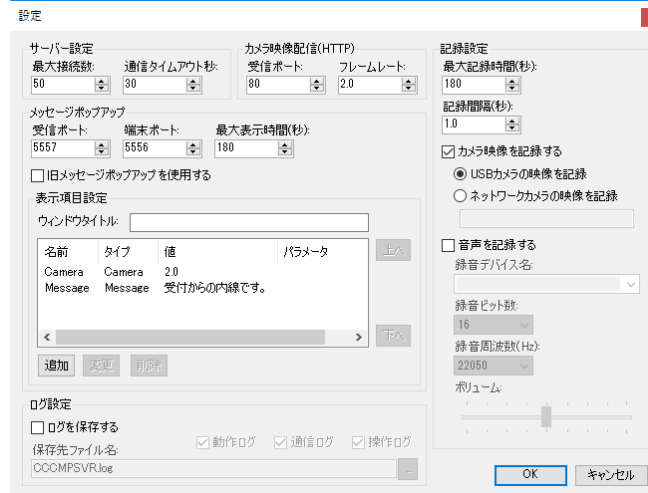 設定
サーバー設定
最大接続数:
通信タイムアウト秒:
50
30
カメラ映像配信(HTTP)
受信ポート:
フレームレート:
80
2.0
メッセージポップアップ
受信ポート:
端末ポート:
最大表示時間(秒):
5557
5556
180
旧メッセージポップアップを使用する
表示項目設定
ウィンドウタイトル:
名前 タイプ 値 パラメータ
Camera Camera 2.0
Message Message 受付からの内線です。
上へ
下へ
追加
変更
削除
ログ設定
ログを保存する
動作ログ
通信ログ
操作ログ
保存先ファイル名:
CCCMPSVR.log
...
記録設定
最大記録時間(秒):
180
記録間隔(秒):
1.0
カメラ映像を記録する
USBカメラの映像を記録
ネットワークカメラの映像を記録
音声を記録する
録音デバイス名:
録音ビット数:
16
録音周波数(Hz):
22050
ボリューム:
OK
キャンセル